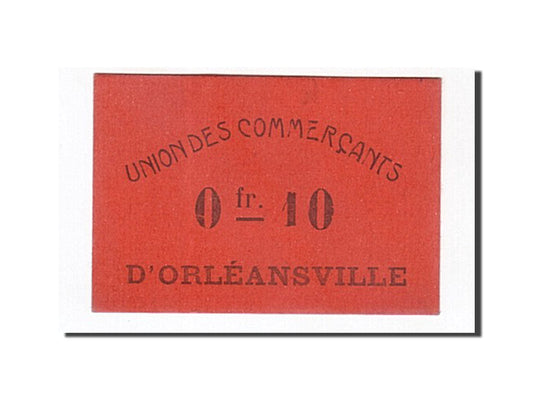 UNION DES COMMERÇANTS
0 fr. 10
D'ORLÉANSVILLE